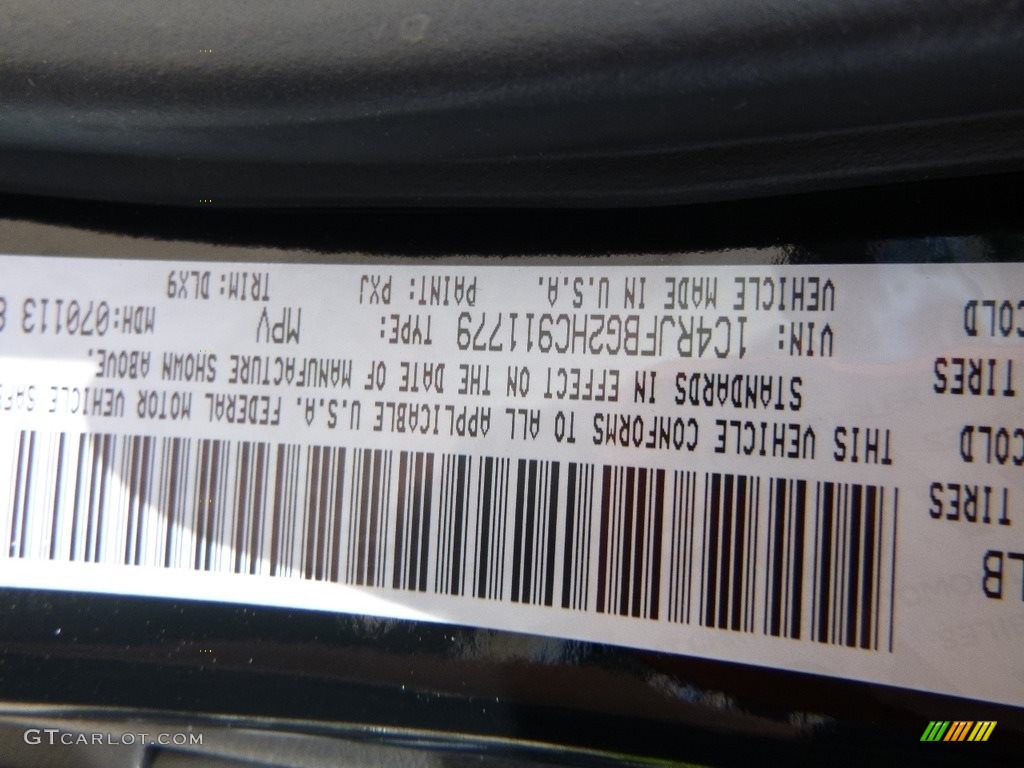 LB
TIRES
COLD
TIRES
COLD
THIS VEHICLE CONFORMS TO ALL APPLICABLE U.S.A. FEDERAL MOTOR VEHICLE
STANDARDS IN EFFECT ON THE DATE OF MANUFACTURE SHOWN ABOVE.
VIN: 1C4RJFBG2HC911779 TYPE: MPV MDH:070113 8
VEHICLE MADE IN U.S.A. PAINT: PXJ TRIM: DLX9
GTCARLOT.COM